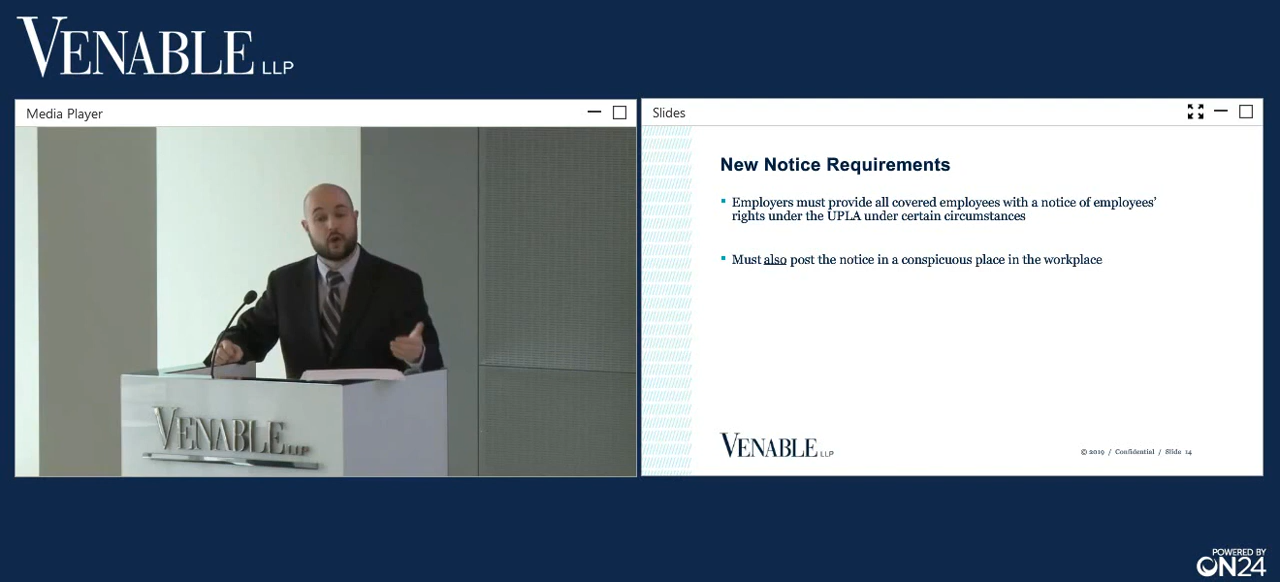 VENABLE LLP
Media Player
Slides
New Notice Requirements
Employers must provide all covered employees with a notice of employees’
rights under the UPLA under certain circumstances
Must also post the notice in a conspicuous place in the workplace
VENABLE LLP
VENABLE LLP
© 2019 / Confidential / Slide 14
POWERED BY
ON24